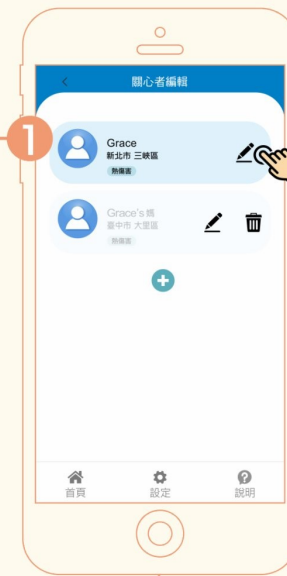 關心者編輯
1
Grace
新北市 三峽區
熱傷害
Grace's 媽
臺中市 大里區
熱傷害
首頁
設定
說明